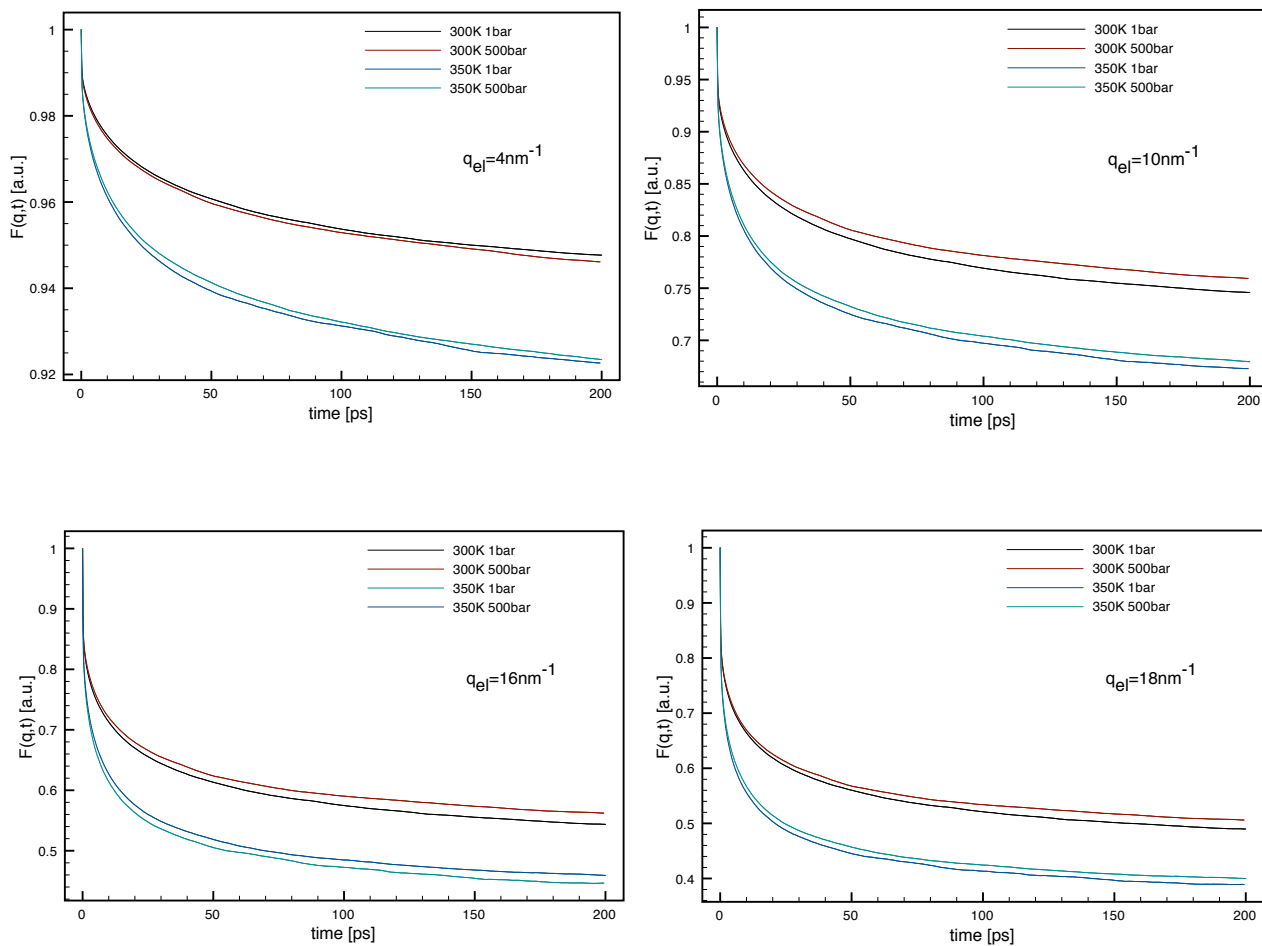 300K 1bar
300K 500bar
350K 1bar
350K 500bar
q_el=4nm^-1
F(q,t) [a.u.]
1
0.98
0.96
0.94
0.92
0
50
100
150
200
time [ps]
300K 1bar
300K 500bar
350K 1bar
350K 500bar
q_el=10nm^-1
F(q,t) [a.u.]
1
0.95
0.9
0.85
0.8
0.75
0.7
0
50
100
150
200
time [ps]
300K 1bar
300K 500bar
350K 1bar
350K 500bar
q_el=16nm^-1
F(q,t) [a.u.]
1
0.9
0.8
0.7
0.6
0.5
0
50
100
150
200
time [ps]
300K 1bar
300K 500bar
350K 1bar
350K 500bar
q_el=18nm^-1
F(q,t) [a.u.]
1
0.9
0.8
0.7
0.6
0.5
0.4
0
50
100
150
200
time [ps]